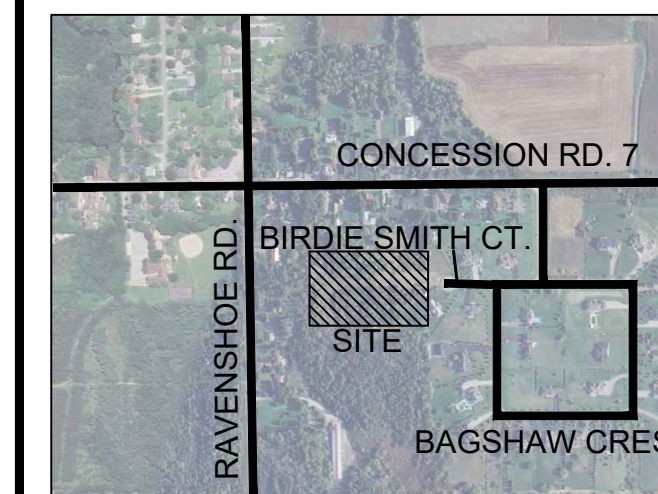 CONCESSION RD. 7
BIRDIE SMITH CT.
RAVENSHOE RD.
SITE
BAGSHAW CRES